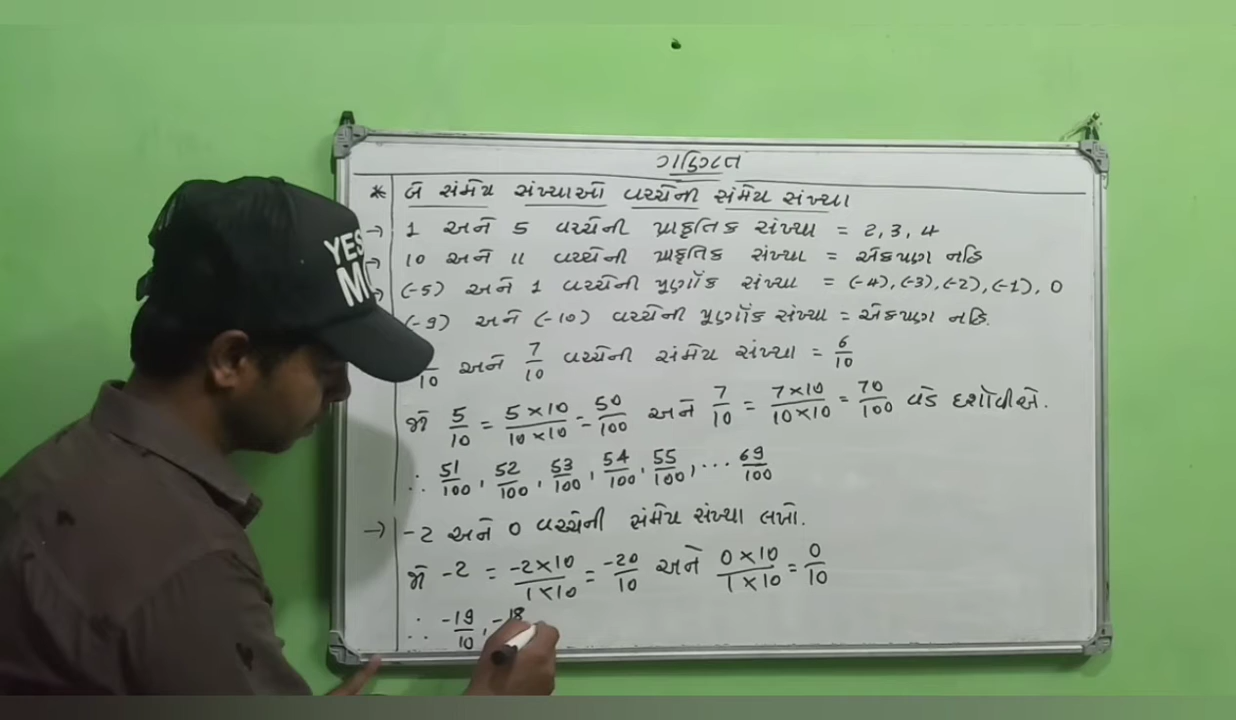 ગણિત
* બે સંમેય સંખ્યાઓ વચ્ચેની સંમેય સંખ્યા
→ 1 અને 5 વચ્ચેની પ્રાકૃતિક સંખ્યા = 2, 3, 4
→ 10 અને 11 વચ્ચેની પ્રાકૃતિક સંખ્યા = એકપણ નહિ
→ (-5) અને 1 વચ્ચેની પૂર્ણાંક સંખ્યા = (-4), (-3), (-2), (-1), 0
(-9) અને (-10) વચ્ચેની પૂર્ણાંક સંખ્યા = એકપણ નહિ.
/10 અને 7/10 વચ્ચેની સંમેય સંખ્યા = 6/10
જો 5/10 = 5×10/10×10 = 50/100 અને 7/10 = 7×10/10×10 = 70/100 વડે દર્શાવીએ.
∴ 51/100, 52/100, 53/100, 54/100, 55/100, ... 69/100
→ -2 અને 0 વચ્ચેની સંમેય સંખ્યા લખો.
જો -2 = -2×10/1×10 = -20/10 અને 0×10/1×10 = 0/10
∴ -19/10, -18
YES